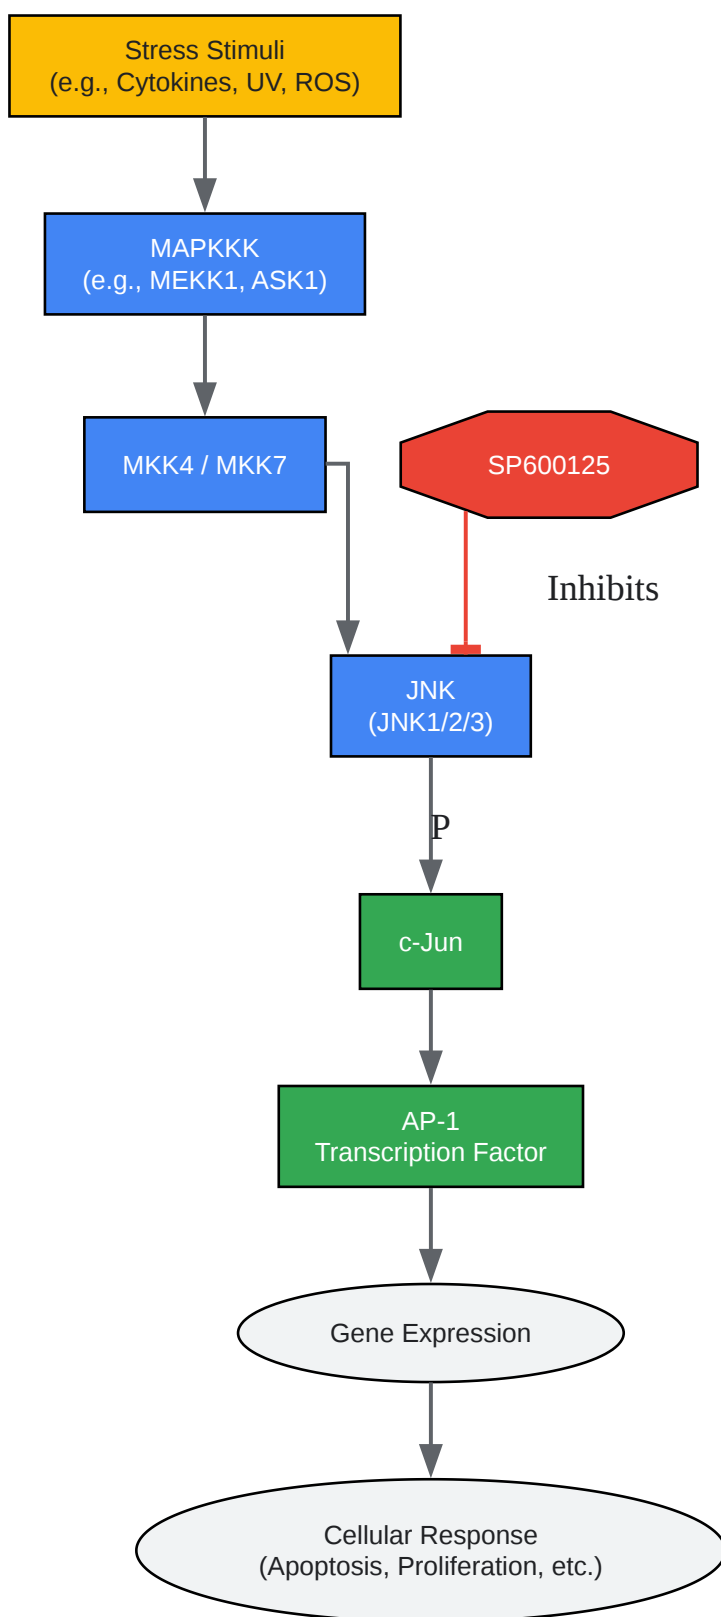 Stress Stimuli
(e.g., Cytokines, UV, ROS)
MAPKKK
(e.g., MEKK1, ASK1)
MKK4 / MKK7
SP600125
Inhibits
JNK
(JNK1/2/3)
P
c-Jun
AP-1
Transcription Factor
Gene Expression
Cellular Response
(Apoptosis, Proliferation, etc.)